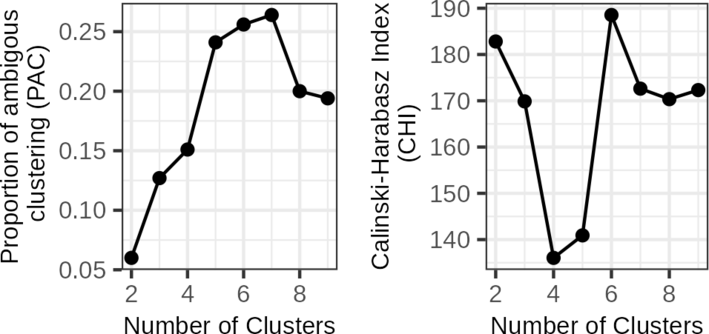 Proportion of ambigous
clustering (PAC)
0.25
0.20
0.15
0.10
0.05
2 4 6 8
Number of Clusters
Calinski-Harabasz Index
(CHI)
190
180
170
160
150
140
2 4 6 8
Number of Clusters